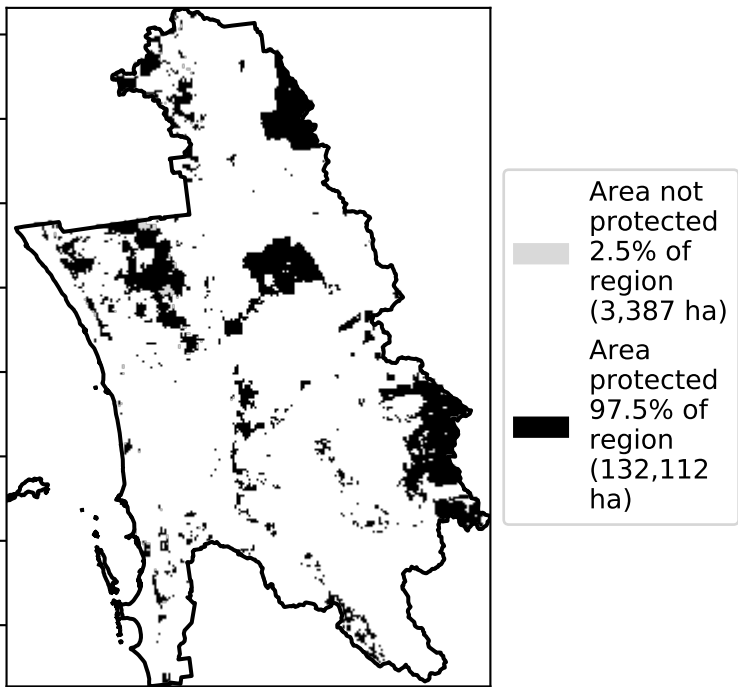 Area not
protected
2.5% of
region
(3,387 ha)
Area
protected
97.5% of
region
(132,112
ha)